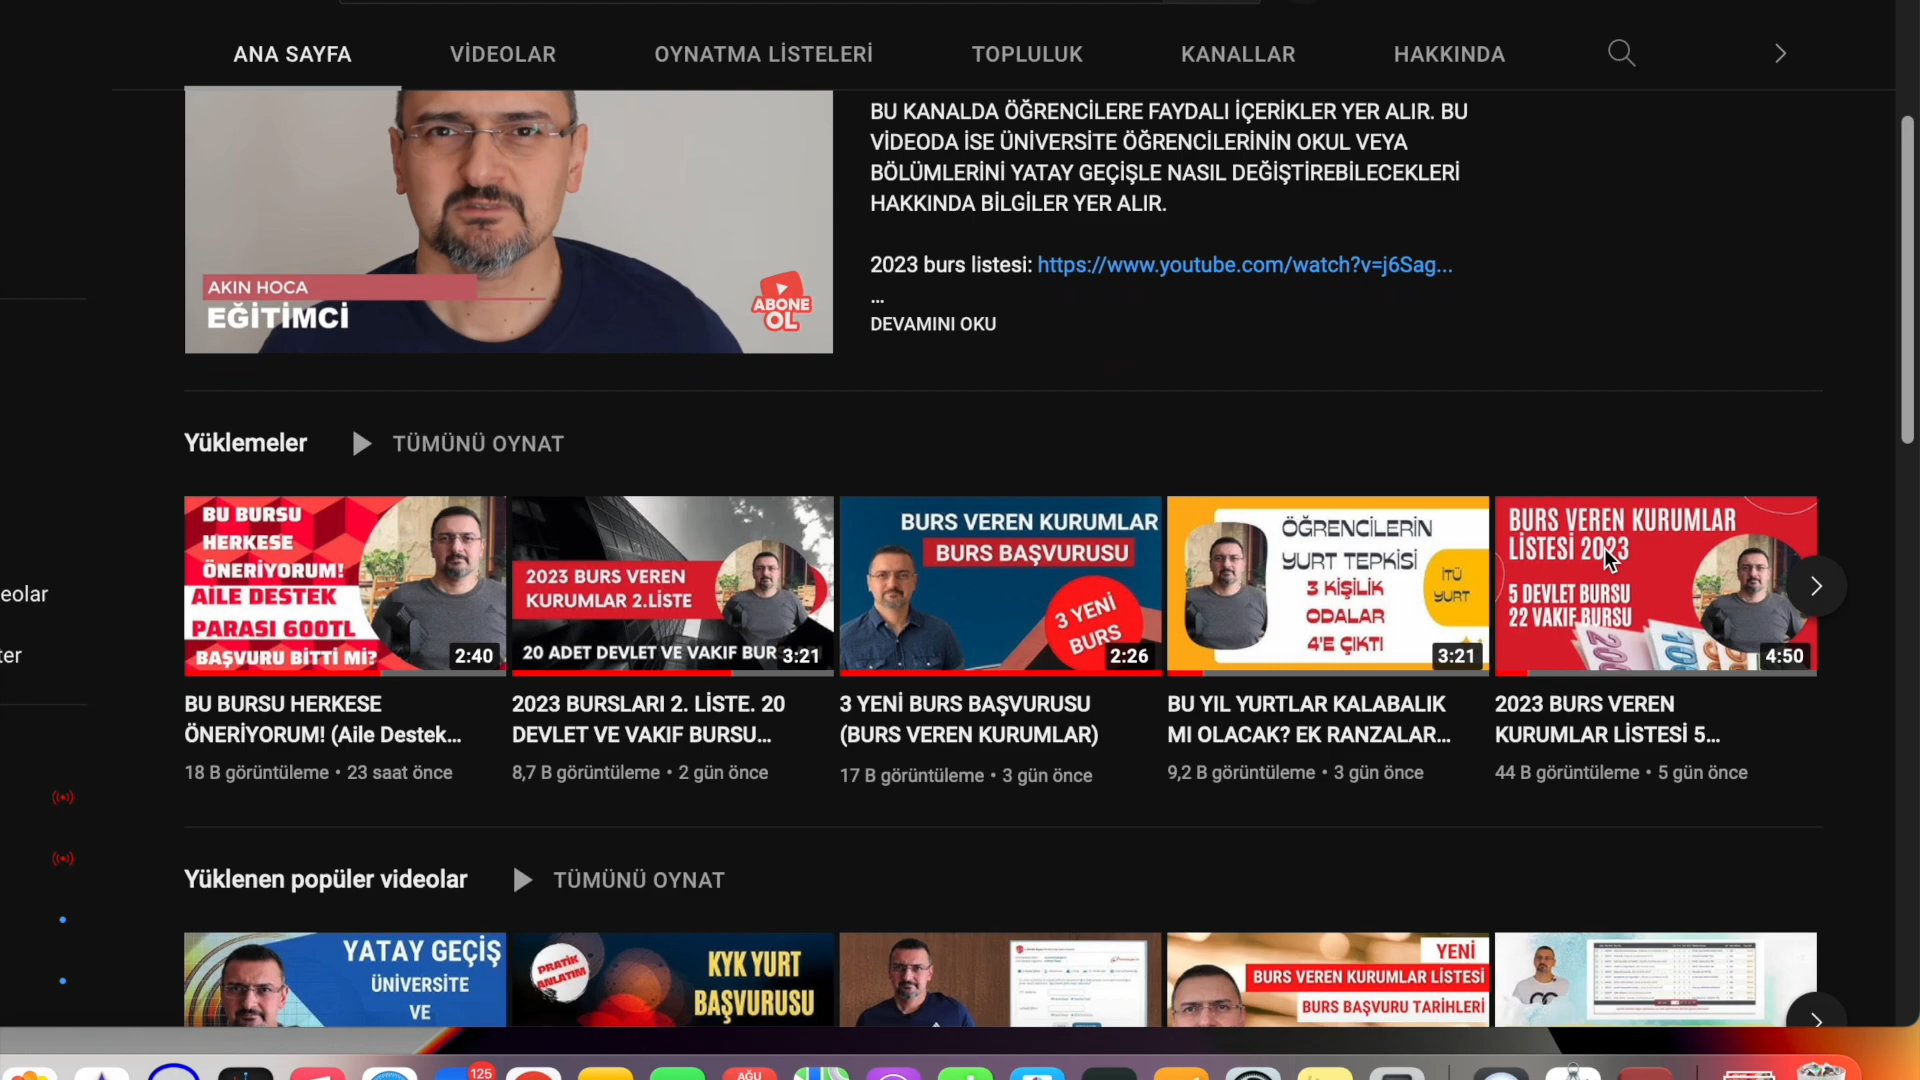 ANA SAYFA
VİDEOLAR
OYNATMA LİSTELERİ
TOPLULUK
KANALLAR
HAKKINDA
AKIN HOCA
EĞİTİMCİ
ABONE
OL
BU KANALDA ÖĞRENCİLERE FAYDALI İÇERİKLER YER ALIR. BU
VİDEODA İSE ÜNİVERSİTE ÖĞRENCİLERİNİN OKUL VEYA
BÖLÜMLERİNİ YATAY GEÇİŞLE NASIL DEĞİŞTİREBİLECEKLERİ
HAKKINDA BİLGİLER YER ALIR.
2023 burs listesi: https://www.youtube.com/watch?v=j6Sag...
...
DEVAMINI OKU
Yüklemeler
TÜMÜNÜ OYNAT
BU BURSU
HERKESE
ÖNERİYORUM!
AİLE DESTEK
PARASI 600TL
BAŞVURU BİTTİ Mİ?
2:40
2023 BURS VEREN
KURUMLAR 2.LİSTE
20 ADET DEVLET VE VAKIF BUR
3:21
BURS VEREN KURUMLAR
BURS BAŞVURUSU
3 YENİ
BURS
2:26
ÖĞRENCİLERİN
YURT TEPKİSİ
3 KİŞİLİK
ODALAR
4'E ÇIKTI
İTÜ
YURT
3:21
BURS VEREN KURUMLAR
LİSTESİ 2023
5 DEVLET BURSU
22 VAKIF BURSU
4:50
BU BURSU HERKESE
ÖNERİYORUM! (Aile Destek...
18 B görüntüleme • 23 saat önce
2023 BURSLARI 2. LİSTE. 20
DEVLET VE VAKIF BURSU...
8,7 B görüntüleme • 2 gün önce
3 YENİ BURS BAŞVURUSU
(BURS VEREN KURUMLAR)
17 B görüntüleme • 3 gün önce
BU YIL YURTLAR KALABALIK
MI OLACAK? EK RANZALAR...
9,2 B görüntüleme • 3 gün önce
2023 BURS VEREN
KURUMLAR LİSTESİ 5...
44 B görüntüleme • 5 gün önce
eolar
ter
Yüklenen popüler videolar
TÜMÜNÜ OYNAT
YATAY GEÇİŞ
ÜNİVERSİTE
VE
PRATİK
ANLATIM
KYK YURT
BAŞVURUSU
YENİ
BURS VEREN KURUMLAR LİSTESİ
BURS BAŞVURU TARİHLERİ
125
AĞU